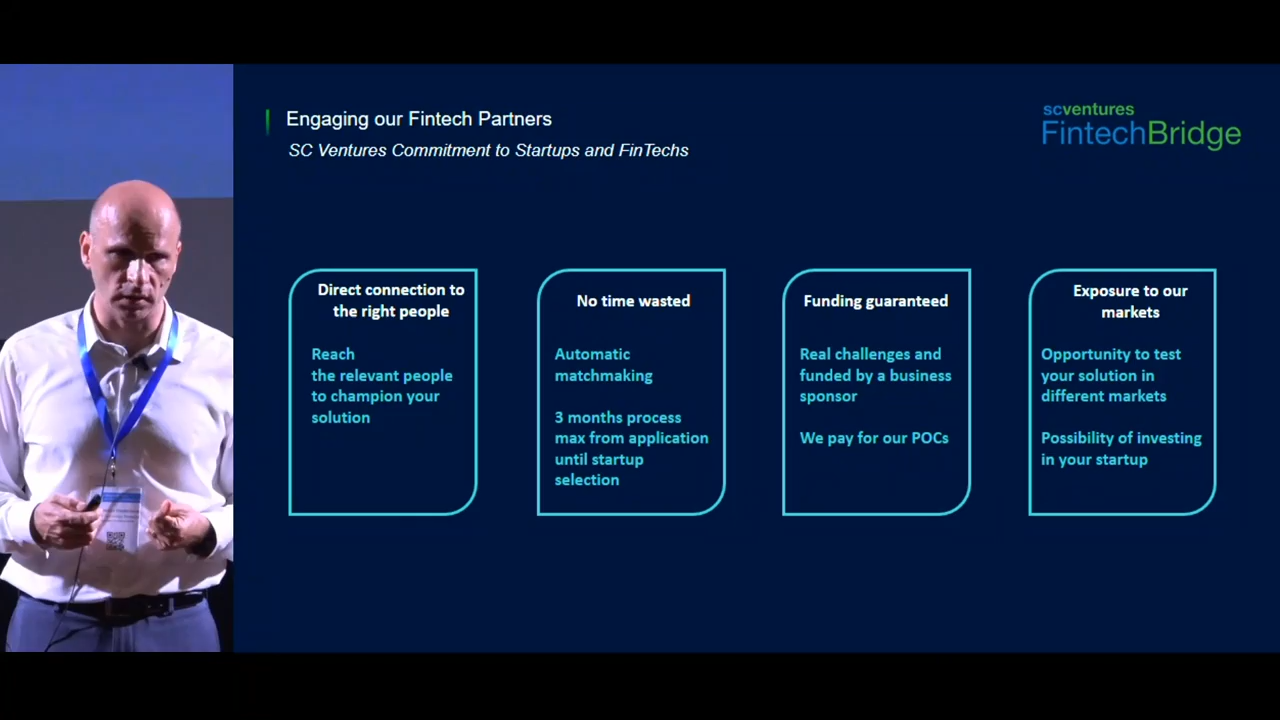 Engaging our Fintech Partners
SC Ventures Commitment to Startups and FinTechs
scventures
FintechBridge
Direct connection to
the right people
Reach
the relevant people
to champion your
solution
No time wasted
Automatic
matchmaking
3 months process
max from application
until startup
selection
Funding guaranteed
Real challenges and
funded by a business
sponsor
We pay for our POCs
Exposure to our
markets
Opportunity to test
your solution in
different markets
Possibility of investing
in your startup